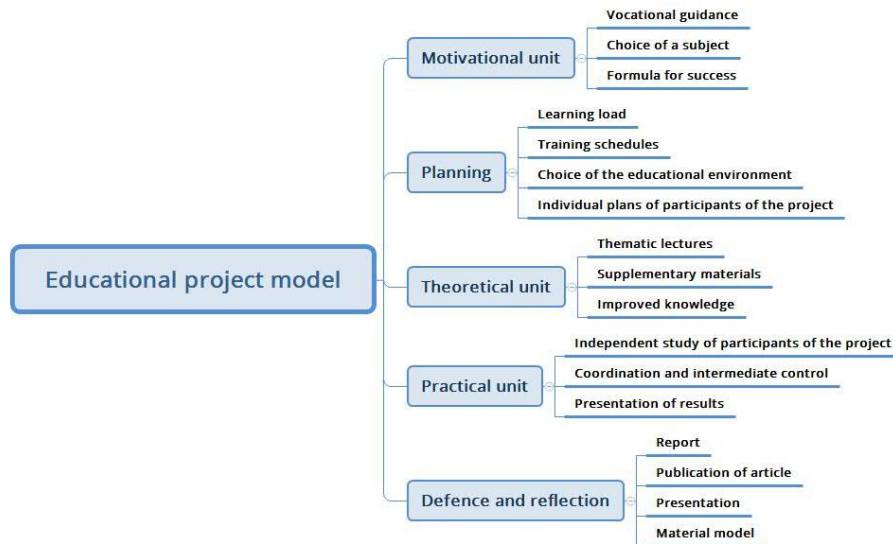 Educational project model
Motivational unit
Vocational guidance
Choice of a subject
Formula for success
Planning
Learning load
Training schedules
Choice of the educational environment
Individual plans of participants of the project
Theoretical unit
Thematic lectures
Supplementary materials
Improved knowledge
Practical unit
Independent study of participants of the project
Coordination and intermediate control
Presentation of results
Defence and reflection
Report
Publication of article
Presentation
Material model